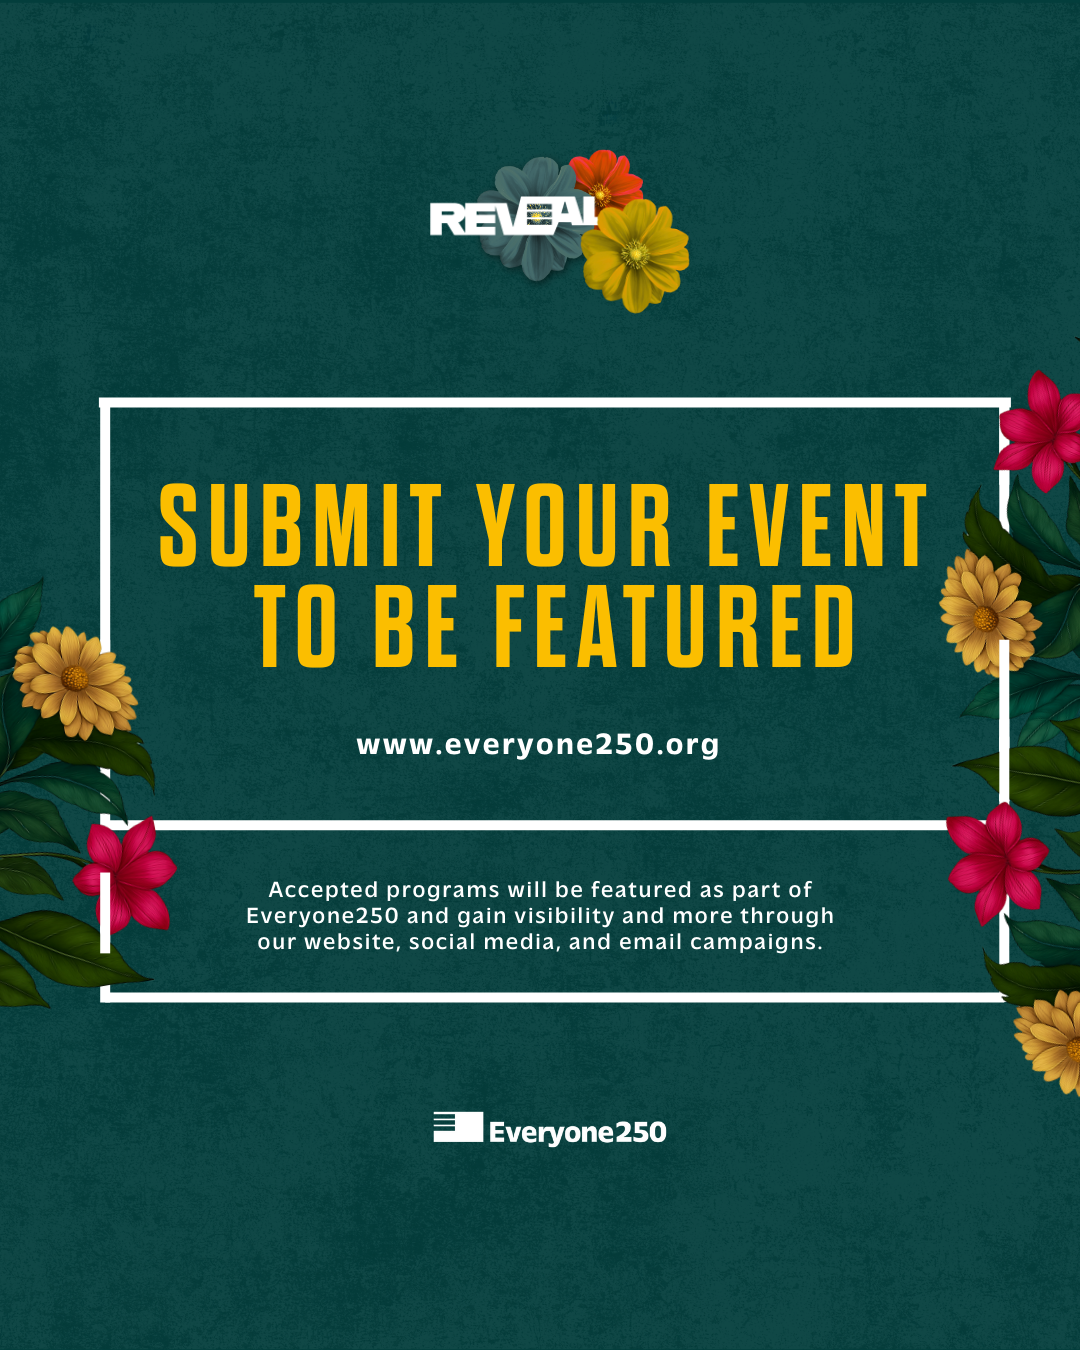 REVEAL
SUBMIT YOUR EVENT
TO BE FEATURED
www.everyone250.org
Accepted programs will be featured as part of
Everyone250 and gain visibility and more through
our website, social media, and email campaigns.
Everyone250